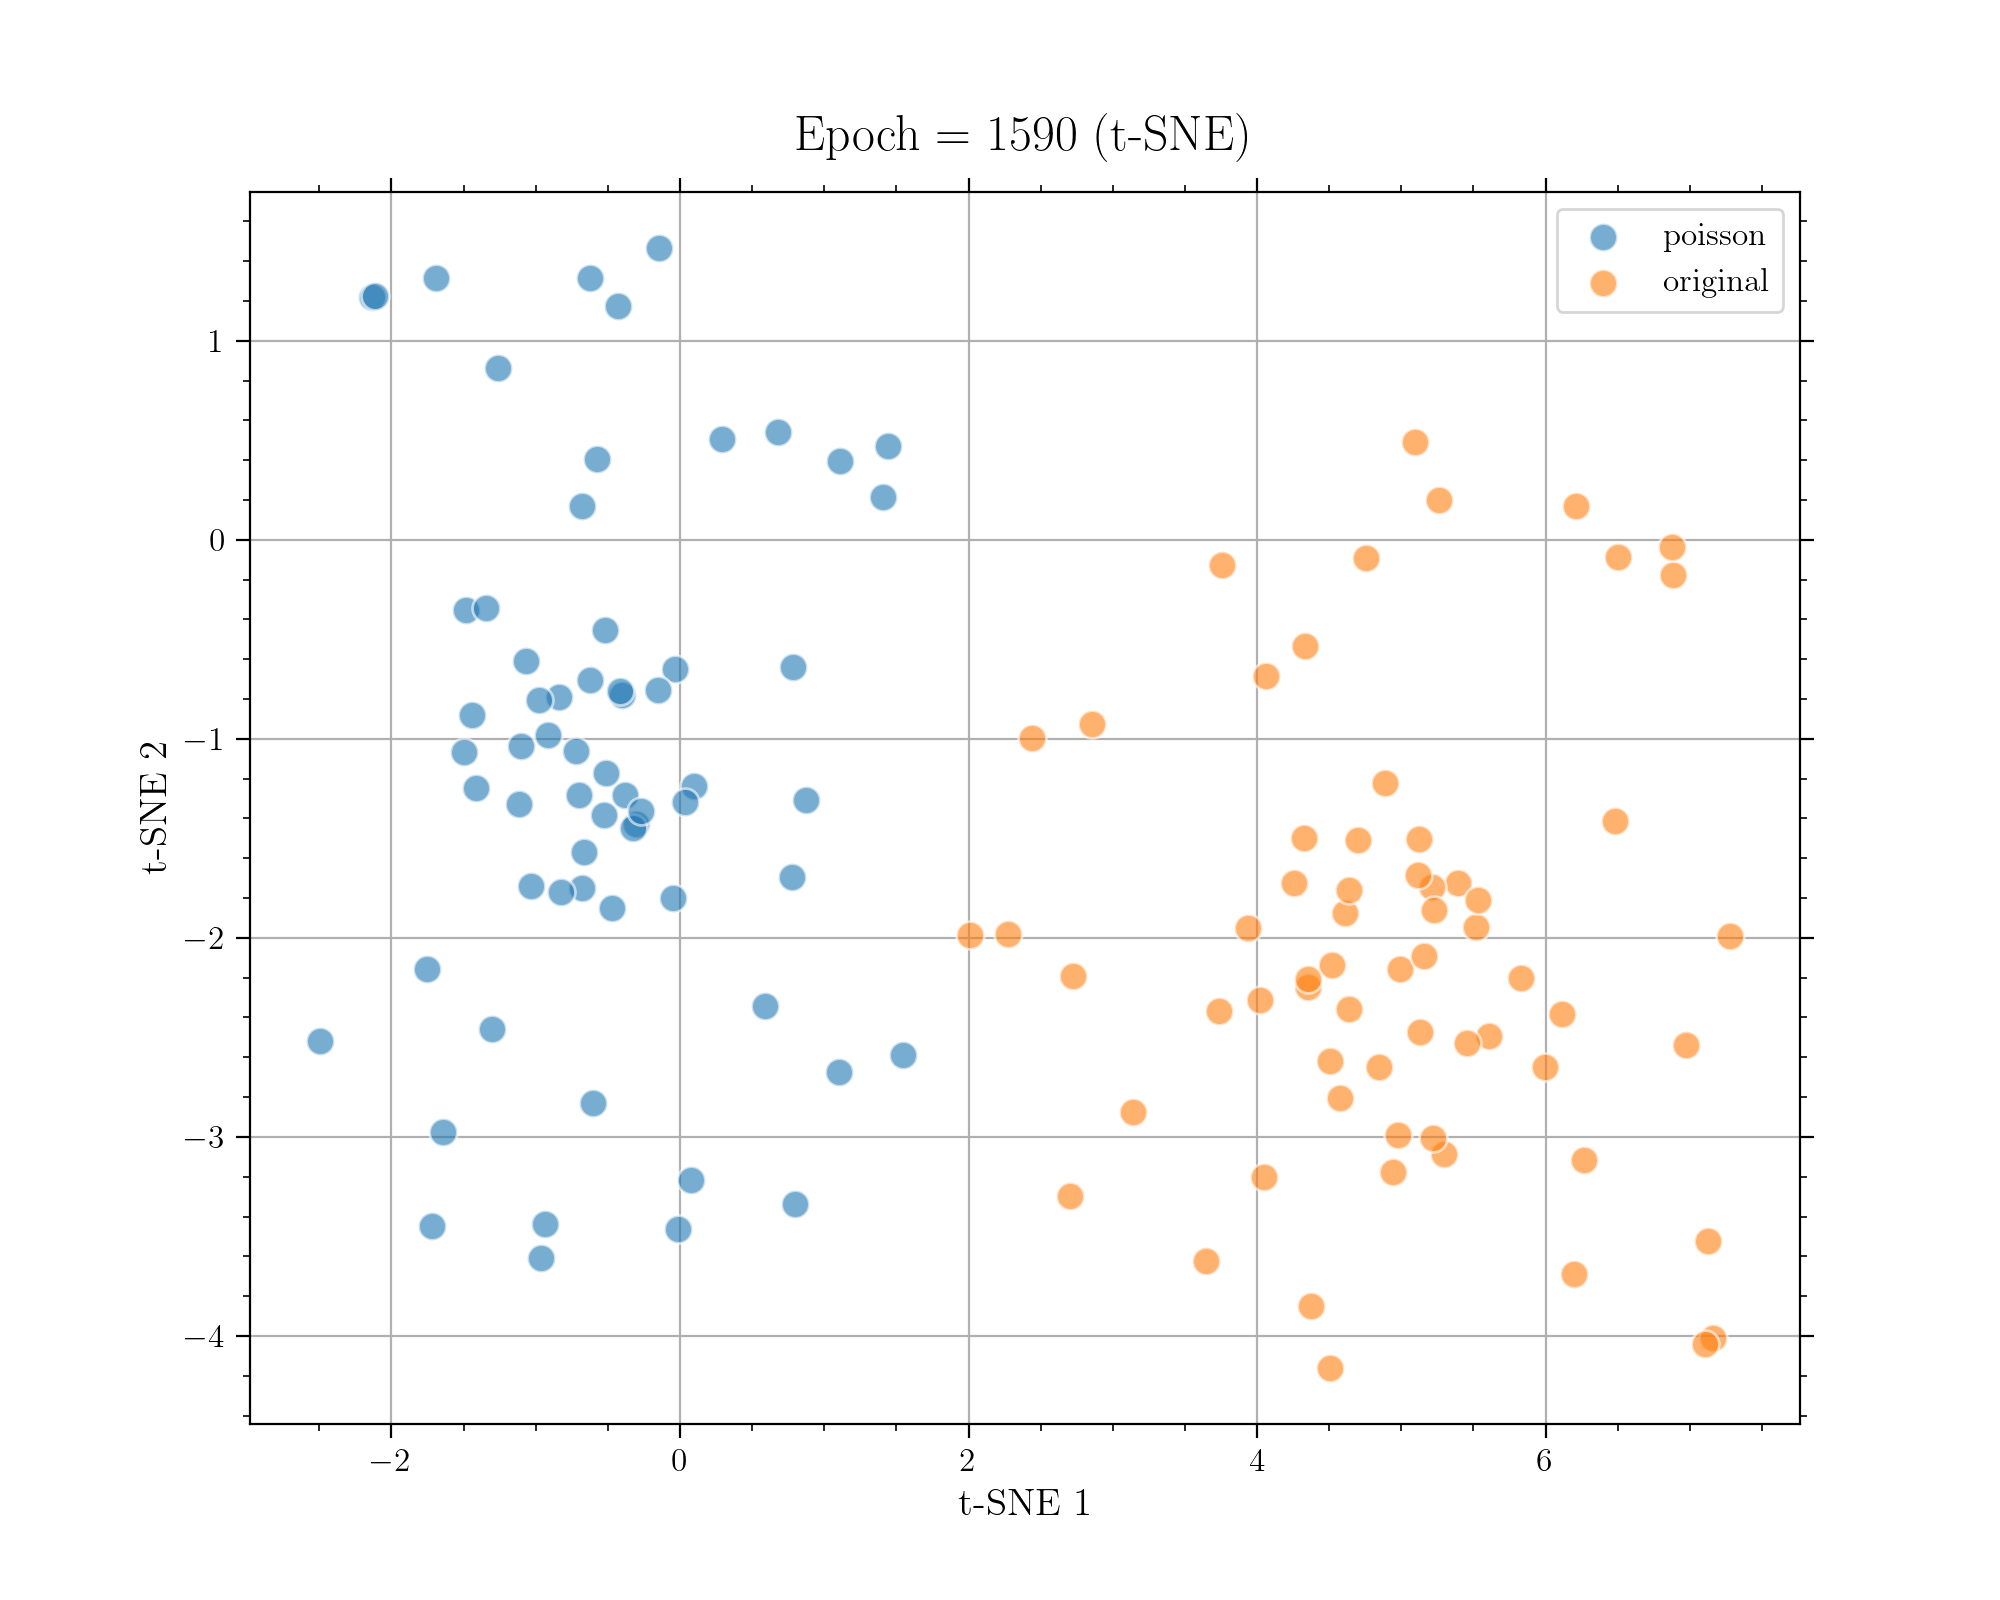 Epoch = 1590 (t-SNE)
poisson
original
1
0
−1
−2
−3
−4
t-SNE 2
−2 0 2 4 6
t-SNE 1